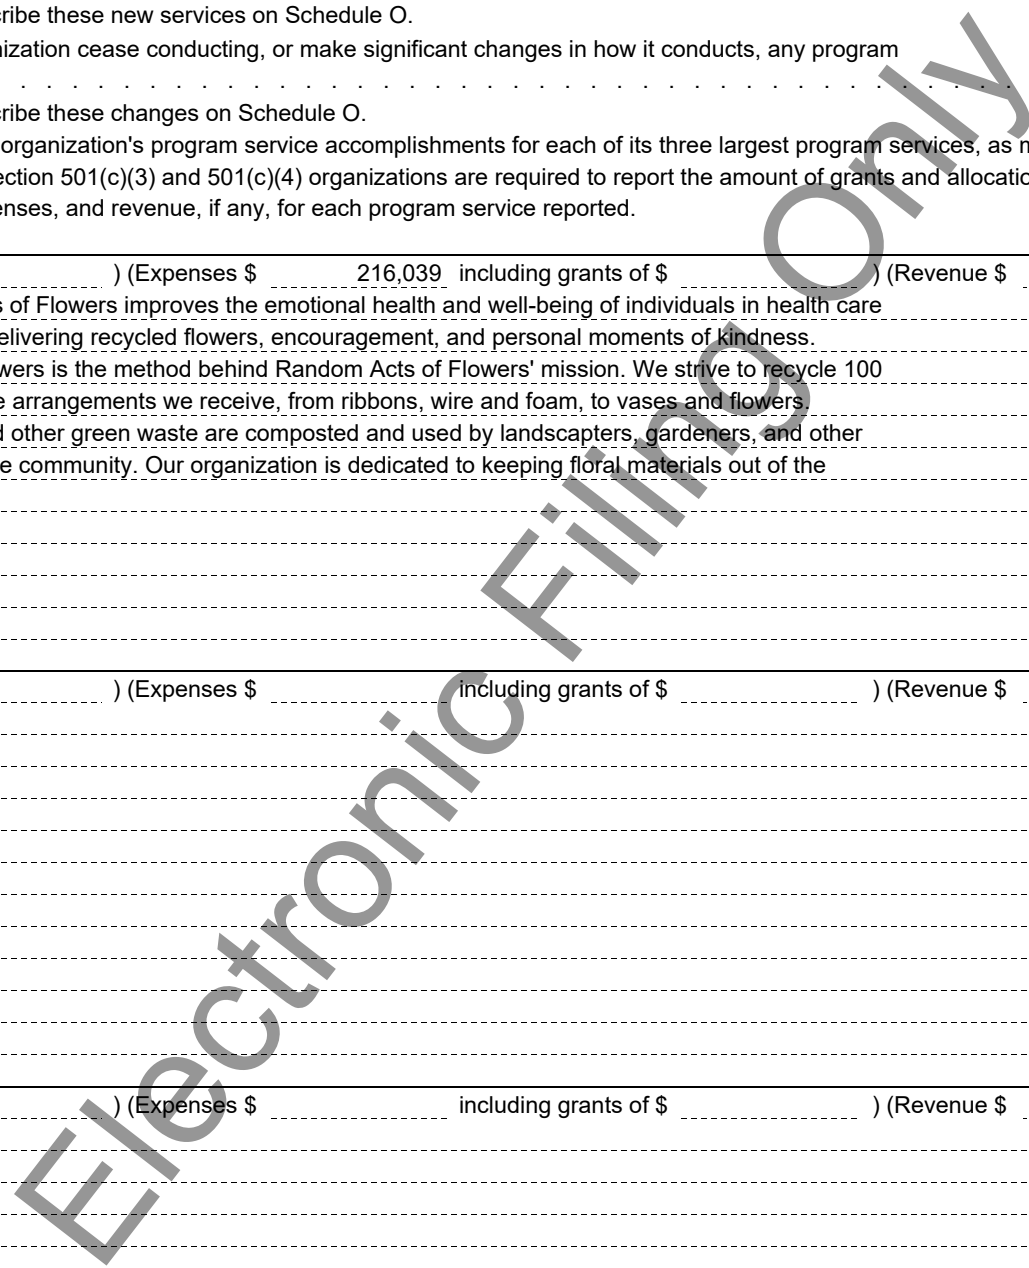 ribe these new services on Schedule O.
nization cease conducting, or make significant changes in how it conducts, any program
. . . . . . . . . . . . . . . . . . . . . . . . . . . . . . . . . . . . . . .
ribe these changes on Schedule O.
organization's program service accomplishments for each of its three largest program services, as m
ection 501(c)(3) and 501(c)(4) organizations are required to report the amount of grants and allocatio
enses, and revenue, if any, for each program service reported.
) (Expenses $ 216,039 including grants of $ ) (Revenue $
s of Flowers improves the emotional health and well-being of individuals in health care
elivering recycled flowers, encouragement, and personal moments of kindness.
wers is the method behind Random Acts of Flowers' mission. We strive to recycle 100
e arrangements we receive, from ribbons, wire and foam, to vases and flowers.
d other green waste are composted and used by landscapters, gardeners, and other
e community. Our organization is dedicated to keeping floral materials out of the
) (Expenses $ including grants of $ ) (Revenue $
) (Expenses $ including grants of $ ) (Revenue $
Electronic Filing Only